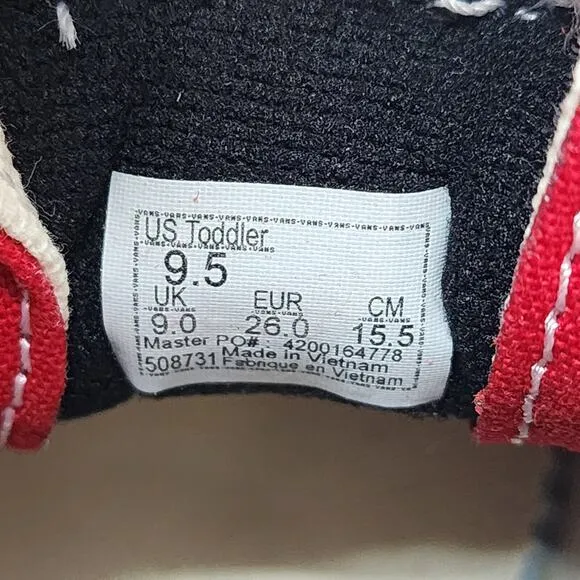 US Toddler
9.5
UK EUR CM
9.0 26.0 15.5
Master PO# : 4200164778
508731 Made in Vietnam
Fabrique en Vietnam